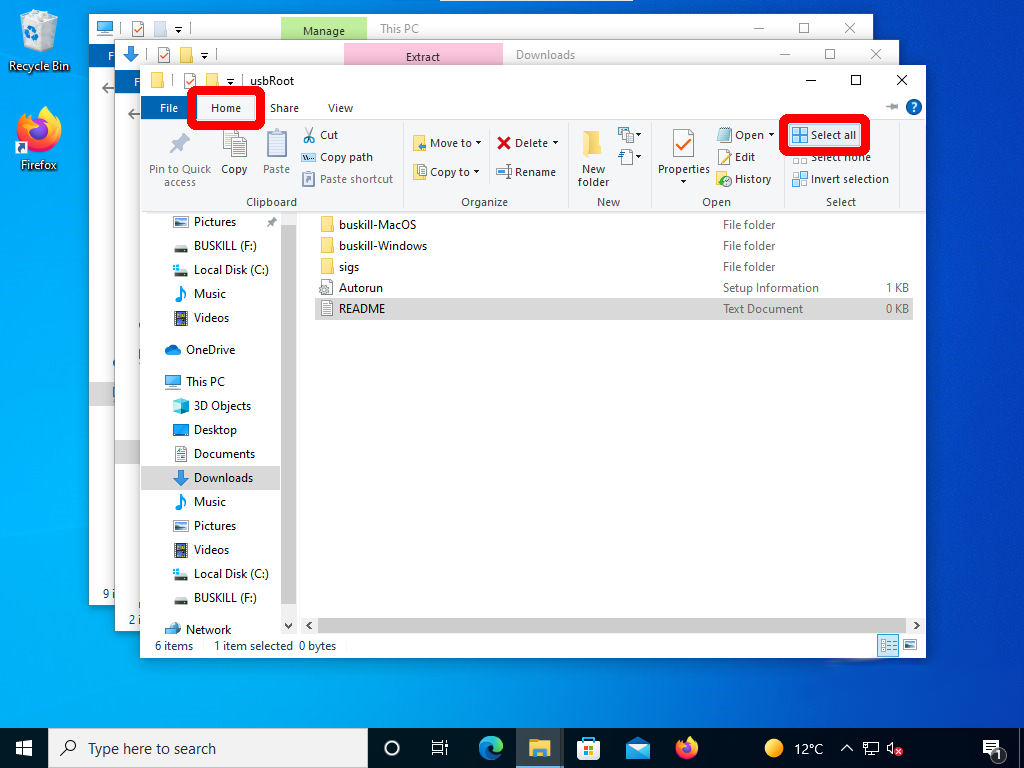 Manage This PC
Extract Downloads
Recycle Bin
Firefox
F
F
usbRoot
File Home Share View
Pin to Quick access
Copy
Paste
Cut
Copy path
Paste shortcut
Clipboard
Move to
Copy to
Delete
Rename
Organize
New folder
New
Properties
Open
Edit
History
Open
Select all
Select none
Invert selection
Select
Pictures
BUSKILL (F:)
Local Disk (C:)
Music
Videos
OneDrive
This PC
3D Objects
Desktop
Documents
Downloads
Music
Pictures
Videos
Local Disk (C:)
BUSKILL (F:)
Network
buskill-MacOS File folder
buskill-Windows File folder
sigs File folder
Autorun Setup Information 1 KB
README Text Document 0 KB
9 i
2 i
6 items 1 item selected 0 bytes
Type here to search
12°C
1